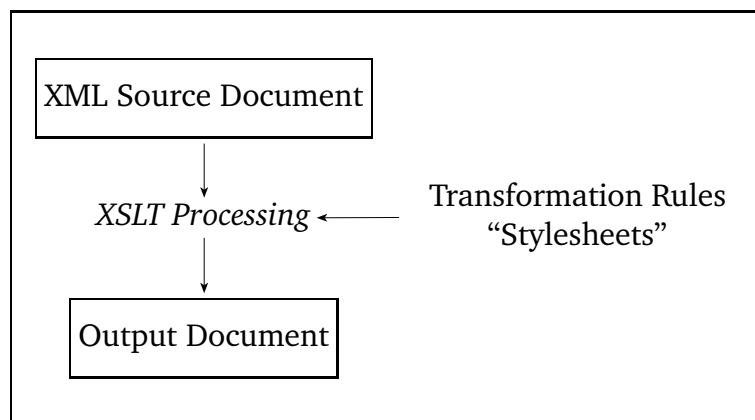 XML Source Document
XSLT Processing
Transformation Rules
“Stylesheets”
Output Document